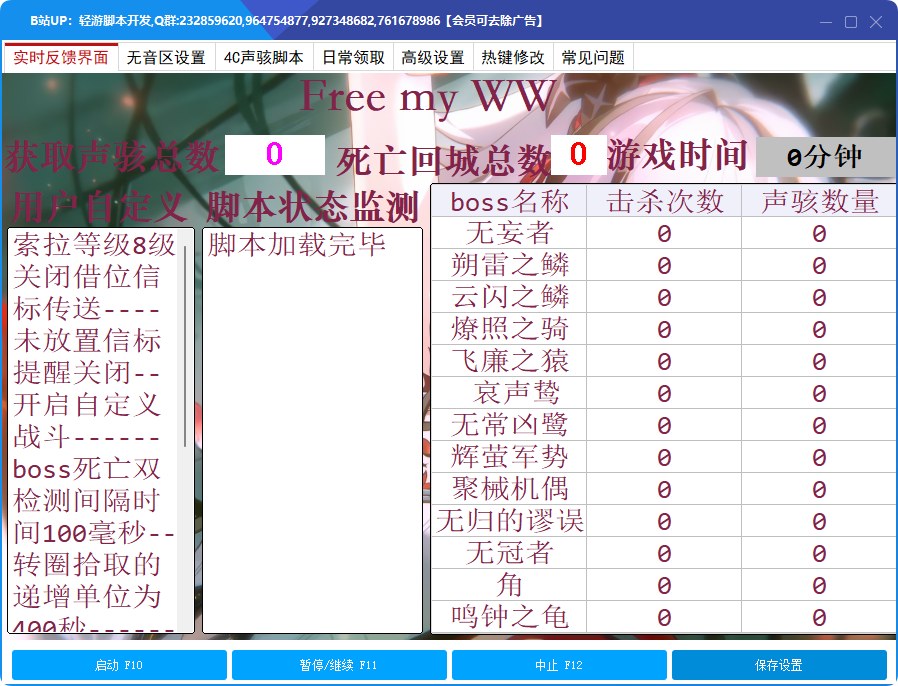 B站UP：轻游脚本开发,Q群:232859620,964754877,927348682,761678986【会员可去除广告】
实时反馈界面 无音区设置 4C声骇脚本 日常领取 高级设置 热键修改 常见问题
Free my WW
获取声骇总数 0 死亡回城总数 0 游戏时间 0分钟
用户自定义 脚本状态监测
索拉等级8级
关闭借位信
标传送----
未放置信标
提醒关闭--
开启自定义
战斗------
boss死亡双
检测间隔时
间100毫秒--
转圈拾取的
递增单位为
400秒------
脚本加载完毕
boss名称 击杀次数 声骇数量
无妄者 0 0
朔雷之鳞 0 0
云闪之鳞 0 0
燎照之骑 0 0
飞廉之猿 0 0
哀声鸷 0 0
无常凶鹭 0 0
辉萤军势 0 0
聚械机偶 0 0
无归的谬误 0 0
无冠者 0 0
角 0 0
鸣钟之龟 0 0
启动 F10 暂停/继续 F11 中止 F12 保存设置